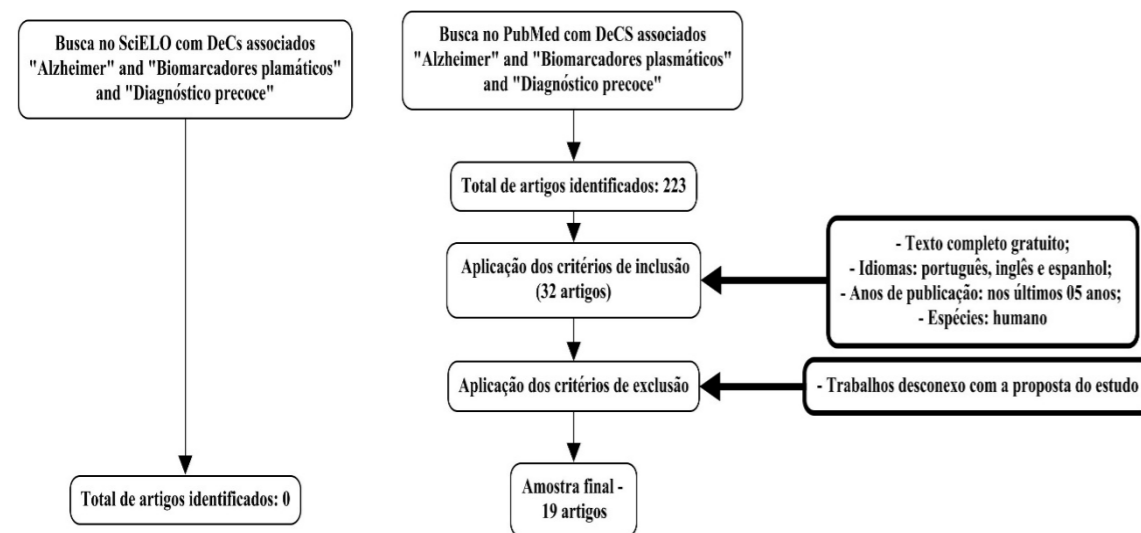 Busca no SciELO com DeCs associados
"Alzheimer" and "Biomarcadores plamáticos"
and "Diagnóstico precoce"
Total de artigos identificados: 0
Busca no PubMed com DeCS associados
"Alzheimer" and "Biomarcadores plasmáticos"
and "Diagnóstico precoce"
Total de artigos identificados: 223
Aplicação dos critérios de inclusão
(32 artigos)
- Texto completo gratuito;
- Idiomas: português, inglês e espanhol;
- Anos de publicação: nos últimos 05 anos;
- Espécies: humano
Aplicação dos critérios de exclusão
- Trabalhos desconexo com a proposta do estudo
Amostra final -
19 artigos